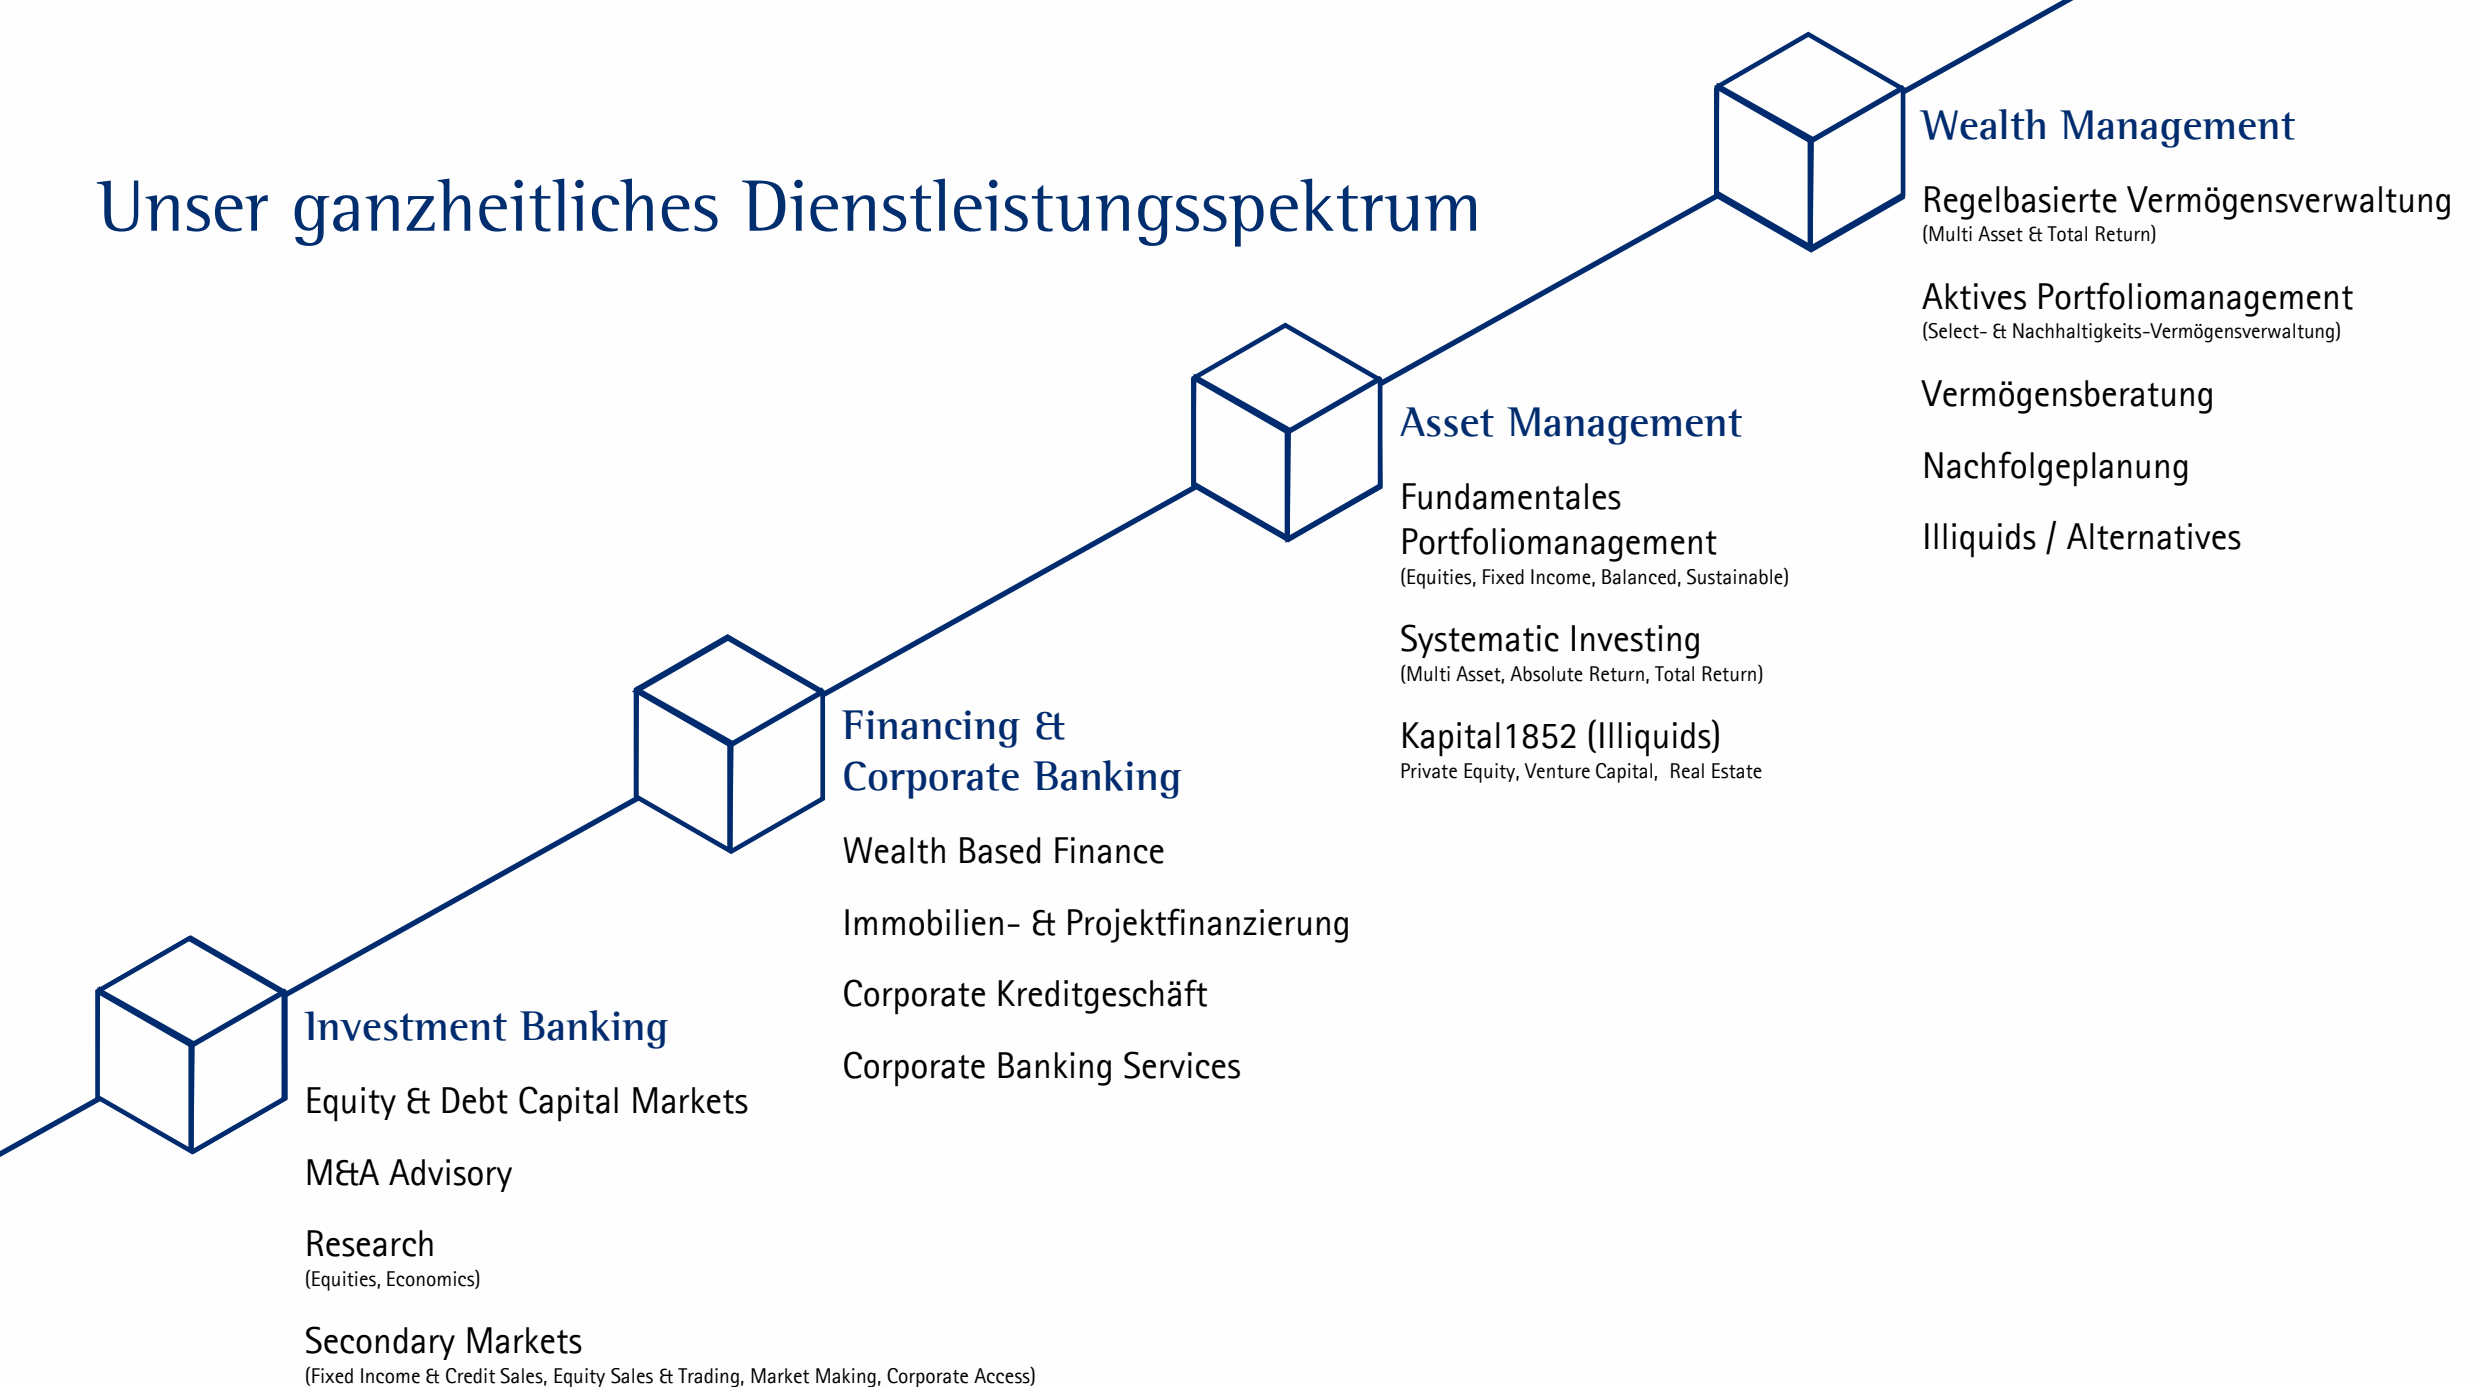 Unser ganzheitliches Dienstleistungsspektrum
Investment Banking
Equity & Debt Capital Markets
M&A Advisory
Research
(Equities, Economics)
Secondary Markets
(Fixed Income & Credit Sales, Equity Sales & Trading, Market Making, Corporate Access)
Financing &
Corporate Banking
Wealth Based Finance
Immobilien- & Projektfinanzierung
Corporate Kreditgeschäft
Corporate Banking Services
Asset Management
Fundamentales
Portfoliomanagement
(Equities, Fixed Income, Balanced, Sustainable)
Systematic Investing
(Multi Asset, Absolute Return, Total Return)
Kapital1852 (Illiquids)
Private Equity, Venture Capital, Real Estate
Wealth Management
Regelbasierte Vermögensverwaltung
(Multi Asset & Total Return)
Aktives Portfoliomanagement
(Select- & Nachhaltigkeits-Vermögensverwaltung)
Vermögensberatung
Nachfolgeplanung
Illiquids / Alternatives